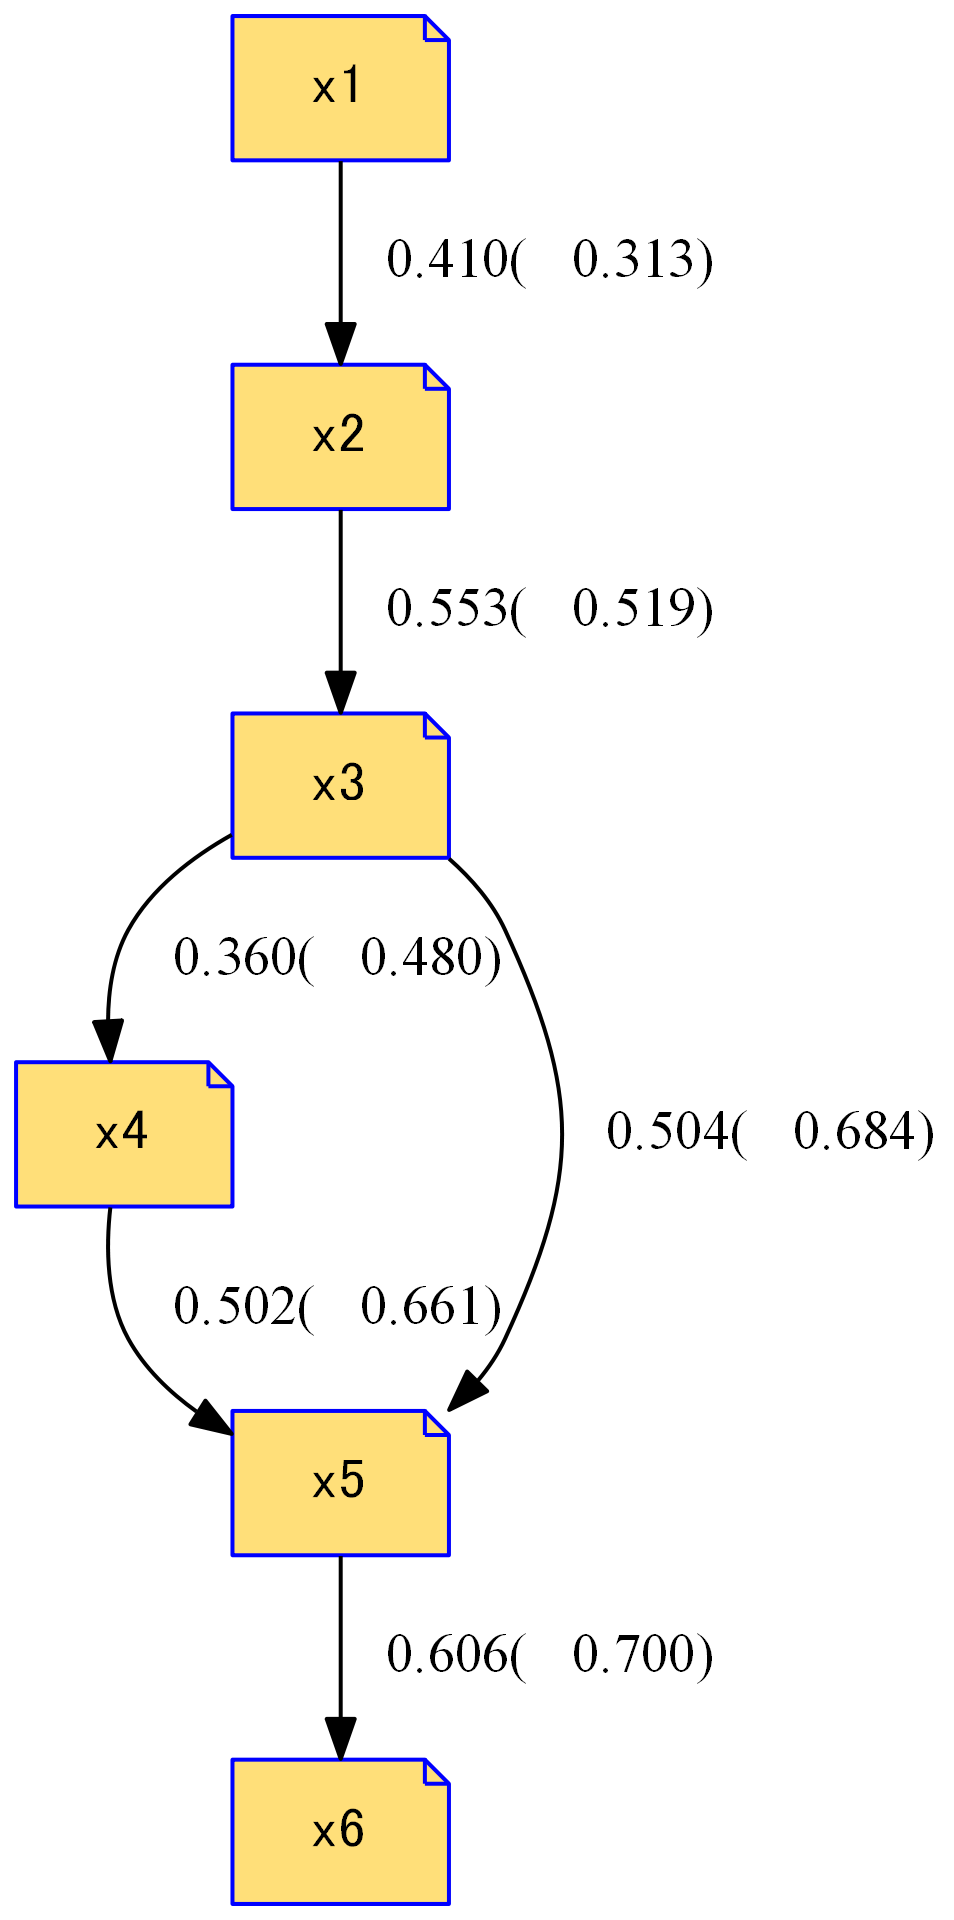 x1
0.410( 0.313)
x2
0.553( 0.519)
x3
0.360( 0.480)
x4
0.504( 0.684)
0.502( 0.661)
x5
0.606( 0.700)
x6